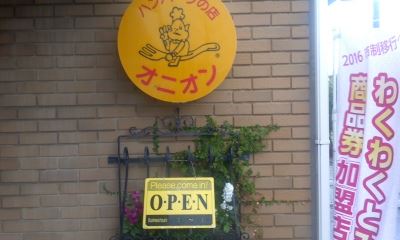 ハンバーグの店
オニオン
Please come in!
O·P·E·N
2016
わくわくと
商品券加盟店